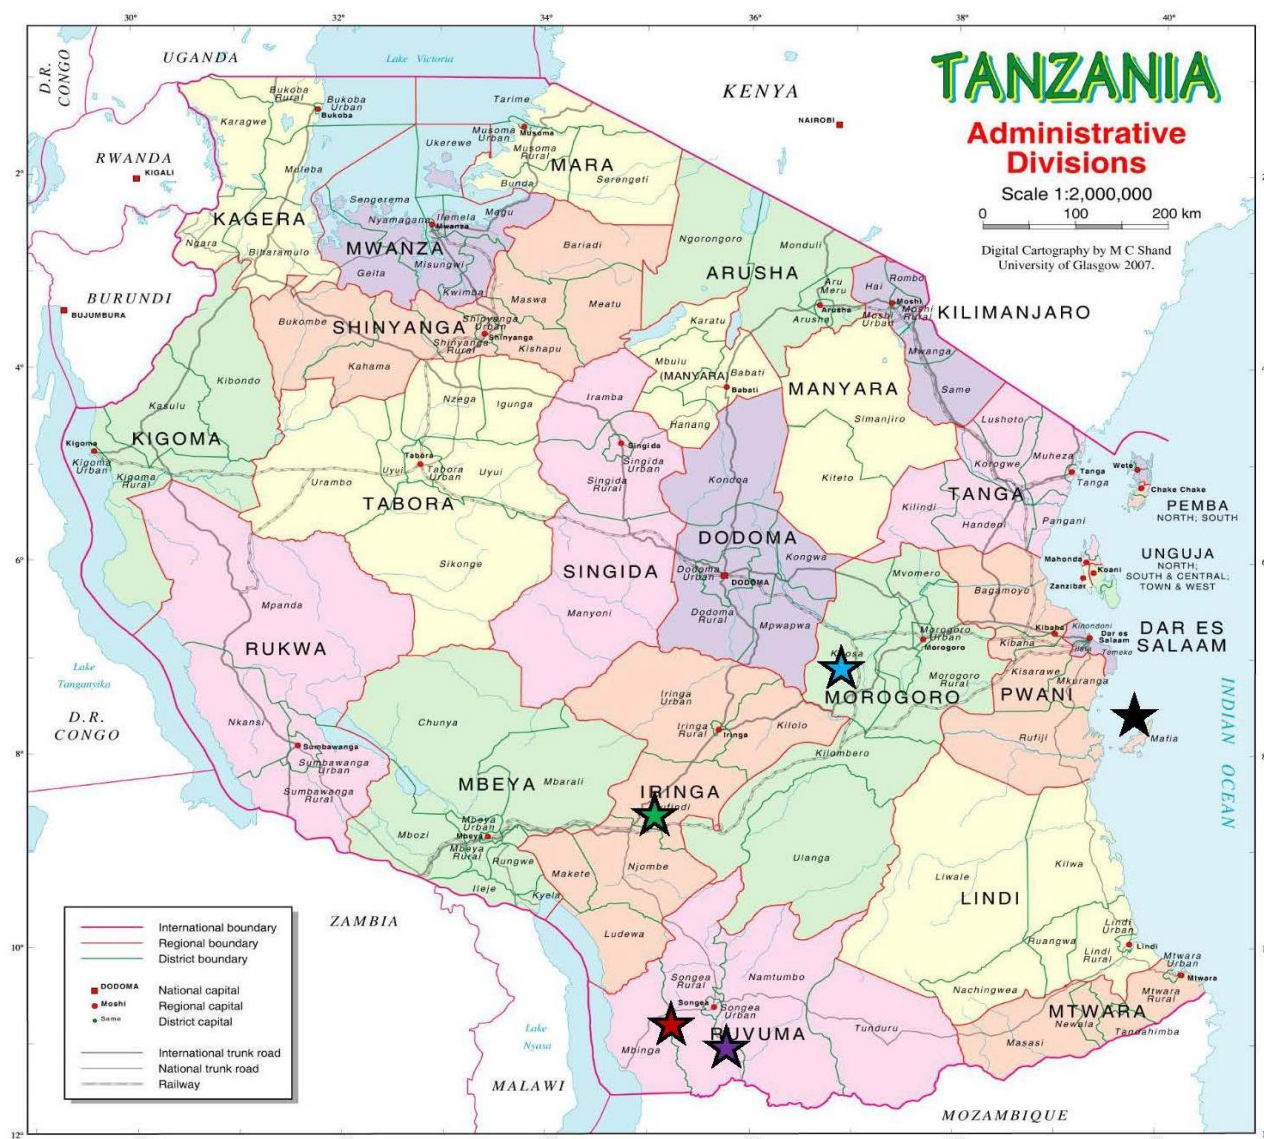 30°
32°
34°
36°
38°
40°
UGANDA
D.R.
CONGO
Lake Victoria
KENYA
NAIROBI
TANZANIA
Administrative
Divisions
Scale 1:2,000,000
0 100 200 km
Digital Cartography by M C Shand
University of Glasgow 2007.
RWANDA
KIGALI
2°
BURUNDI
BUJUMBURA
Bukoba
Rural
Bukoba
Urban
Bukoba
Karagwe
Muleba
KAGERA
Ngara
Biharamulo
Tarime
Musoma
Urban
Musoma
Musoma
Rural
Ukerewe
MARA
Bunda
Serengeti
Sengerema
Nyamagana
Ilemela
Mwanza
Magu
MWANZA
Geita
Misungwi
Kwimba
Bariadi
Maswa
Meatu
Bukombe
SHINYANGA
Shinyanga
Urban
Shinyanga
Shinyanga
Rural
Kishapu
Kahama
Ngorongoro
Monduli
ARUSHA
Aru
Meru
Arusha
Arusha
Hai
Rombo
Moshi
Moshi
Urban
Moshi
Rural
KILIMANJARO
Mwanga
Same
Karatu
Mbulu
(MANYARA)
Babati
Babati
Hanang
MANYARA
Simanjiro
Kiteto
4°
Kibondo
Kasulu
KIGOMA
Kigoma
Kigoma
Urban
Kigoma
Rural
Nzega
Igunga
Tabora
Uyui
Tabora
Urban
Uyui
Urambo
TABORA
Sikonge
Iramba
Singida
Singida
Urban
Singida
Rural
SINGIDA
Manyoni
Kondoa
DODOMA
Kongwa
Dodoma
Urban
DODOMA
Dodoma
Rural
Mpwapwa
Lushoto
Korogwe
Muheza
Tanga
Tanga
TANGA
Kilindi
Handeni
Pangani
Wete
Chake Chake
PEMBA
NORTH; SOUTH
Mahonda
Koani
Zanzibar
UNGUJA
NORTH;
SOUTH & CENTRAL;
TOWN & WEST
6°
Mpanda
RUKWA
Nkansi
Sumbawanga
Sumbawanga
Urban
Sumbawanga
Rural
Lake
Tanganyika
D.R.
CONGO
Mvomero
Morogoro
Urban
Morogoro
Morogoro
Rural
MOROGORO
Kilombero
Ulanga
Bagamoyo
Kibaha
Kibaha
Kinondoni
Dar es
Salaam
Temeke
DAR ES
SALAAM
Kisarawe
Mkuranga
PWANI
Rufiji
Mafia
INDIAN OCEAN
Iringa
Urban
Iringa
Rural
Iringa
Kilolo
IRINGA
Njombe
Makete
Ludewa
8°
Chunya
MBEYA
Mbarali
Mbeya
Urban
Mbeya
Mbozi
Mbeya
Rural
Rungwe
Ileje
Kyela
ZAMBIA
Liwale
Kilwa
LINDI
Lindi
Urban
Lindi
Ruangwa
Lindi
Rural
Nachingwea
Mtwara
Urban
Mtwara
Mtwara
Rural
MTWARA
Newala
Tandahimba
Masasi
10°
Songea
Rural
Namtumbo
Songea
Songea
Urban
RUVUMA
Mbinga
Tunduru
Lake
Nyasa
MALAWI
MOZAMBIQUE
12°
International boundary
Regional boundary
District boundary
DODOMA National capital
Moshi Regional capital
Same District capital
International trunk road
National trunk road
Railway